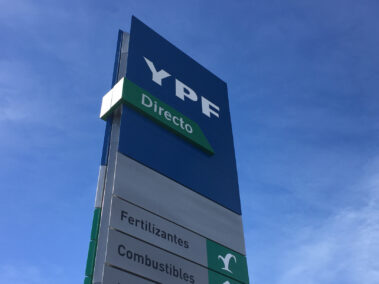 YPF
Directo
Fertilizantes
Combustibles